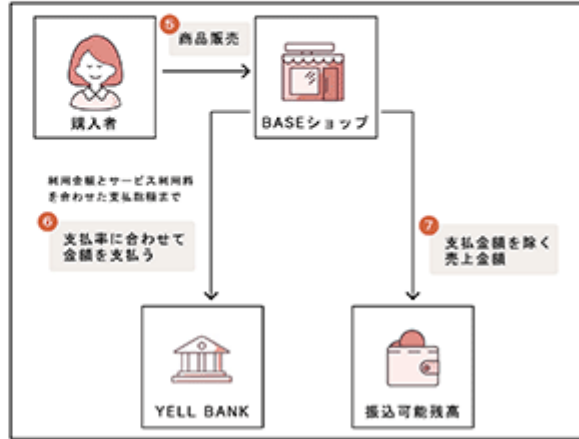 5
商品販売
購入者
BASEショップ
利用金額とサービス利用料
を合わせた支払総額まで
6
支払率に合わせて
金額を支払う
7
支払金額を除く
売上金額
YELL BANK
振込可能残高